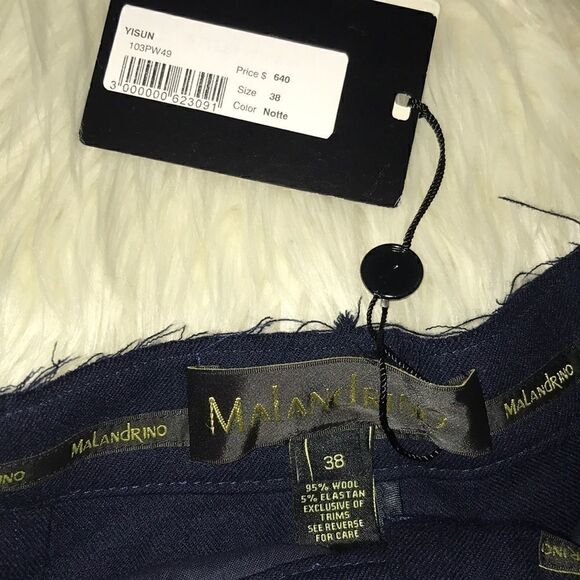 YISUN
103PW49
Price $ 640
Size 38
Color Notte
3 000000 623091
MALANDRINO
MALANDRINO
MALANDRINO
INO
38
95% WOOL
5% ELASTAN
EXCLUSIVE OF
TRIMS
SEE REVERSE
FOR CARE